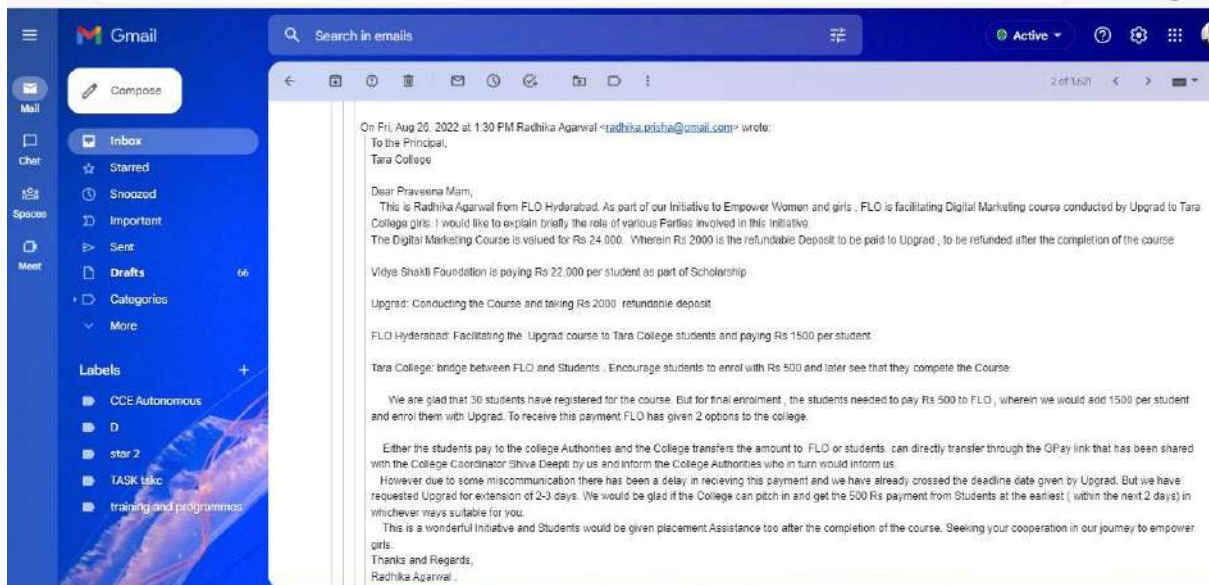 Gmail
Search in emails
Active
Compose
2 of 1,621
Mail
Inbox
Chat
Starred
Spaces
Snoozed
Important
Meet
Sent
Drafts 66
Categories
More
Labels +
CCE Autonomous
D
star 2
TASK takc
training and programmes
On Fri, Aug 26, 2022 at 1:30 PM Radhika Agarwal <radhika.prisha@gmail.com> wrote:
To the Principal,
Tara College
Dear Praveena Mam,
This is Radhika Agarwal from FLO Hyderabad. As part of our Initiative to Empower Women and girls , FLO is facilitating Digital Marketing course conducted by Upgrad to Tara
College girls. I would like to explain briefly the role of various Parties involved in this Initiative.
The Digital Marketing Course is valued for Rs 24,000. Wherein Rs 2000 is the refundable Deposit to be paid to Upgrad , to be refunded after the completion of the course
Vidya Shakti Foundation is paying Rs 22,000 per student as part of Scholarship
Upgrad: Conducting the Course and taking Rs 2000 refundable deposit
FLO Hyderabad: Facilitating the Upgrad course to Tara College students and paying Rs 1500 per student
Tara College: bridge between FLO and Students . Encourage students to enrol with Rs 500 and later see that they compete the Course.
We are glad that 30 students have registered for the course. But for final enrolment , the students needed to pay Rs 500 to FLO , wherein we would add 1500 per student
and enrol them with Upgrad. To receive this payment FLO has given 2 options to the college.
Either the students pay to the college Authorities and the College transfers the amount to FLO or students can directly transfer through the GPay link that has been shared
with the College Coordinator Shiva Deepti by us and inform the College Authorities who in turn would inform us.
However due to some miscommunication there has been a delay in recieving this payment and we have already crossed the deadline date given by Upgrad. But we have
requested Upgrad for extension of 2-3 days. We would be glad if the College can pitch in and get the 500 Rs payment from Students at the earliest ( within the next 2 days) in
whichever ways suitable for you.
This is a wonderful Initiative and Students would be given placement Assistance too after the completion of the course. Seeking your cooperation in our journey to empower
girls.
Thanks and Regards,
Radhika Agarwal .